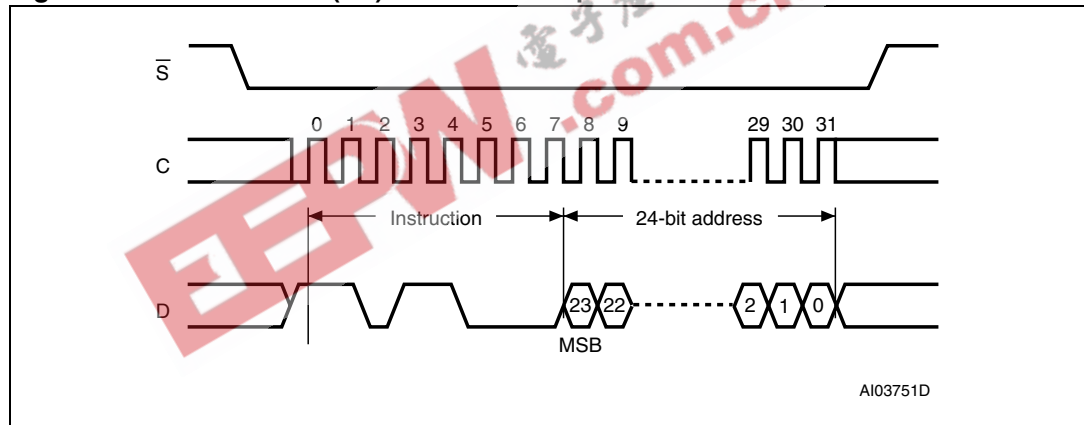 S
0 1 2 3 4 5 6 7 8 9 29 30 31
C
Instruction 24-bit address
D 23 22 2 1 0
MSB
AI03751D
EEPW .com.cn